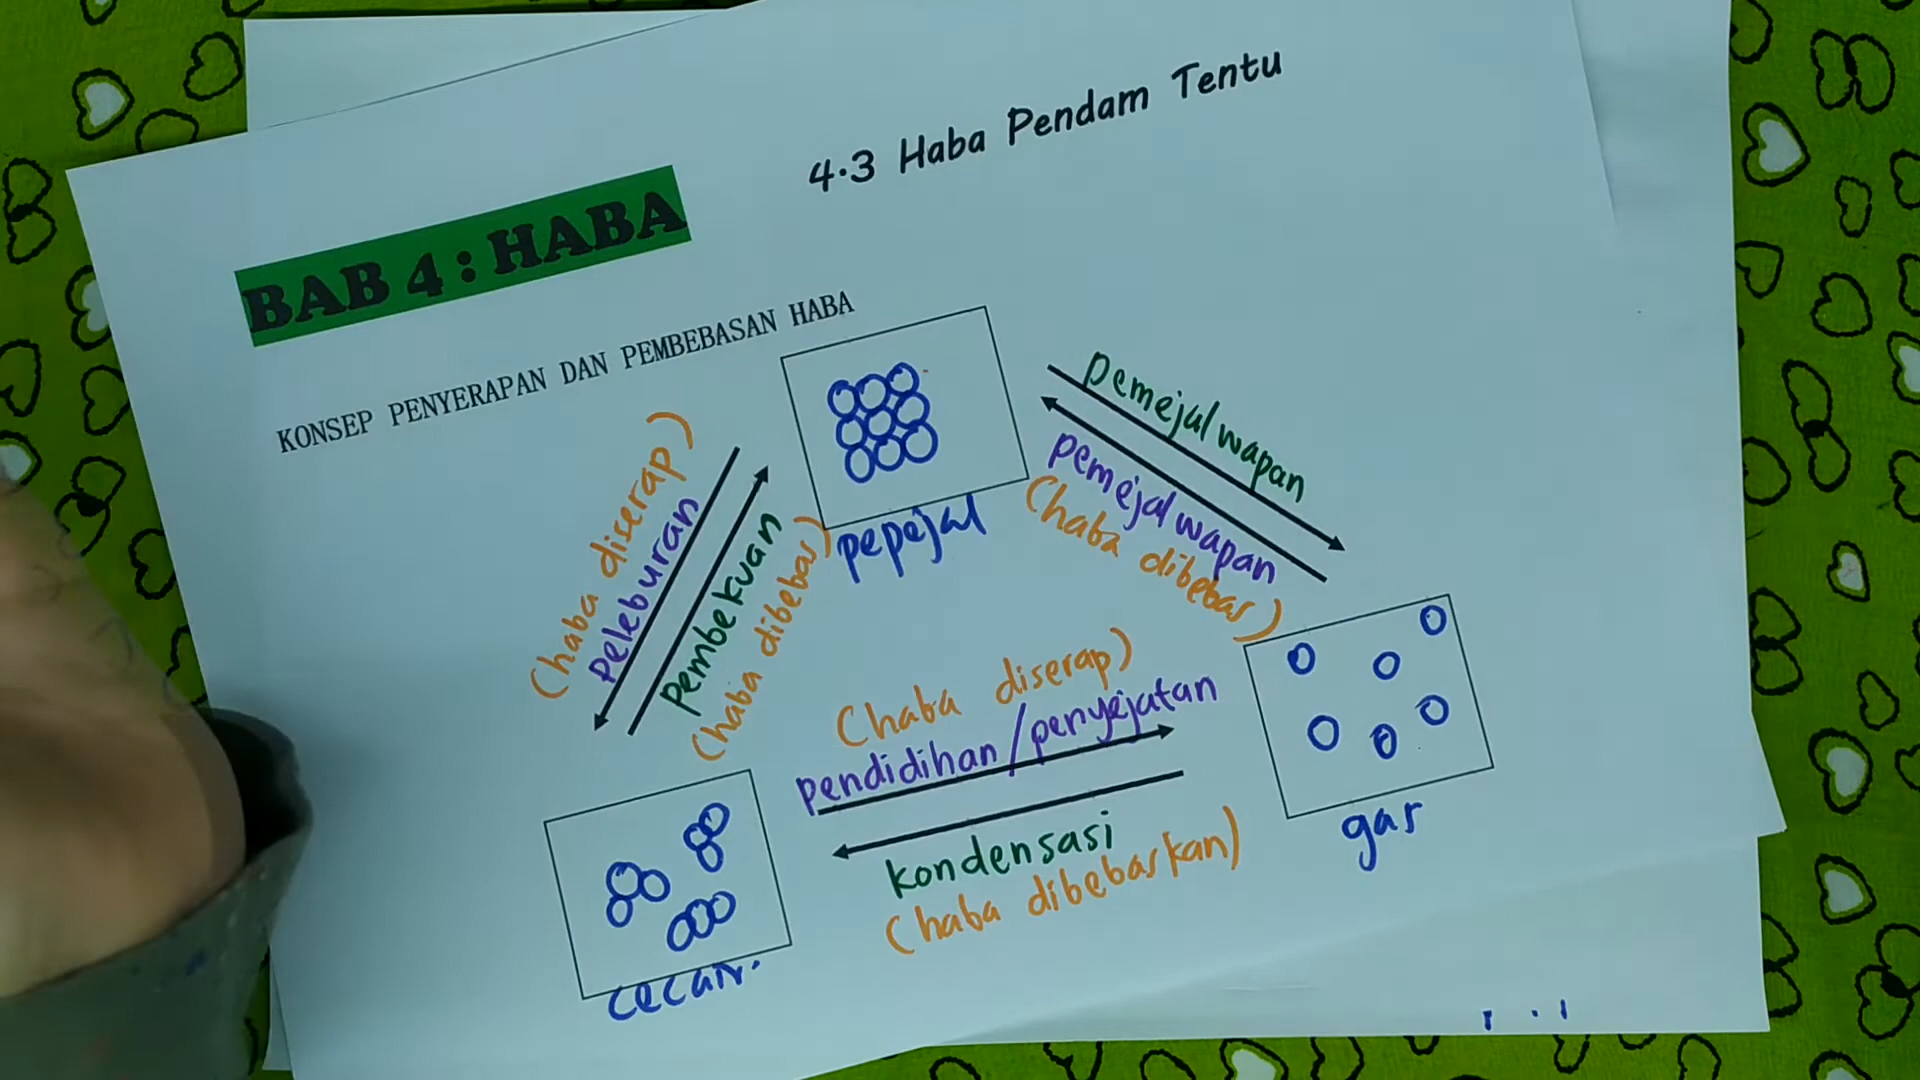 4.3 Haba Pendam Tentu
BAB 4 : HABA
KONSEP PENYERAPAN DAN PEMBEBASAN HABA
(haba diserap)
peleburan
pembekuan
(haba dibebas)
pepejal
pemejalwapan
pemejalwapan
(haba dibebas)
(haba diserap)
pendidihan/penyejatan
kondensasi
(haba dibebaskan)
gas
cecair